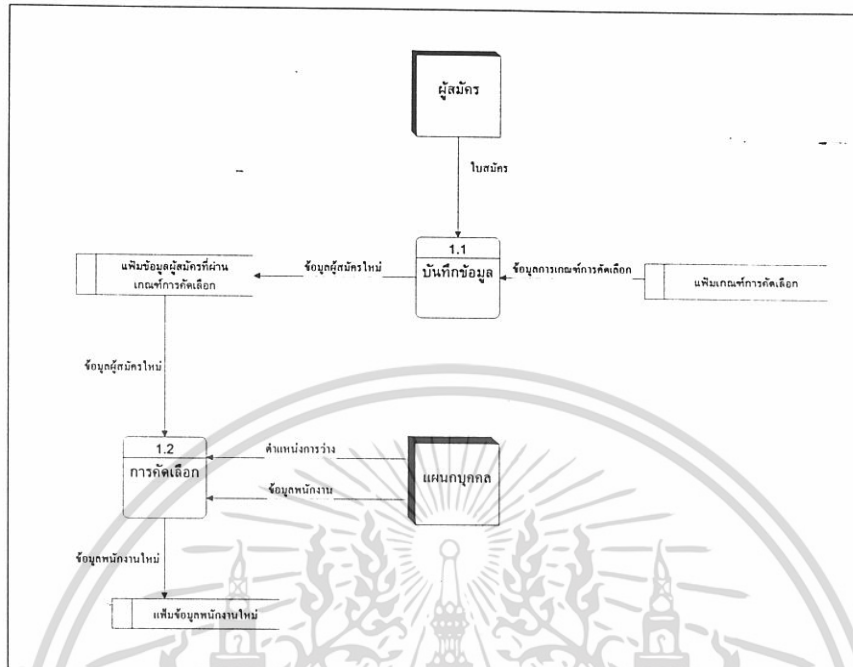 ผู้สมัคร
ใบสมัคร
1.1
บันทึกข้อมูล
ข้อมูลผู้สมัครใหม่
ข้อมูลการเกณฑ์การคัดเลือก
แฟ้มข้อมูลผู้สมัครที่ผ่าน
เกณฑ์การคัดเลือก
แฟ้มเกณฑ์การคัดเลือก
ข้อมูลผู้สมัครใหม่
1.2
การคัดเลือก
ตำแหน่งการว่าง
ข้อมูลพนักงาน
แผนกบุคคล
ข้อมูลพนักงานใหม่
แฟ้มข้อมูลพนักงานใหม่